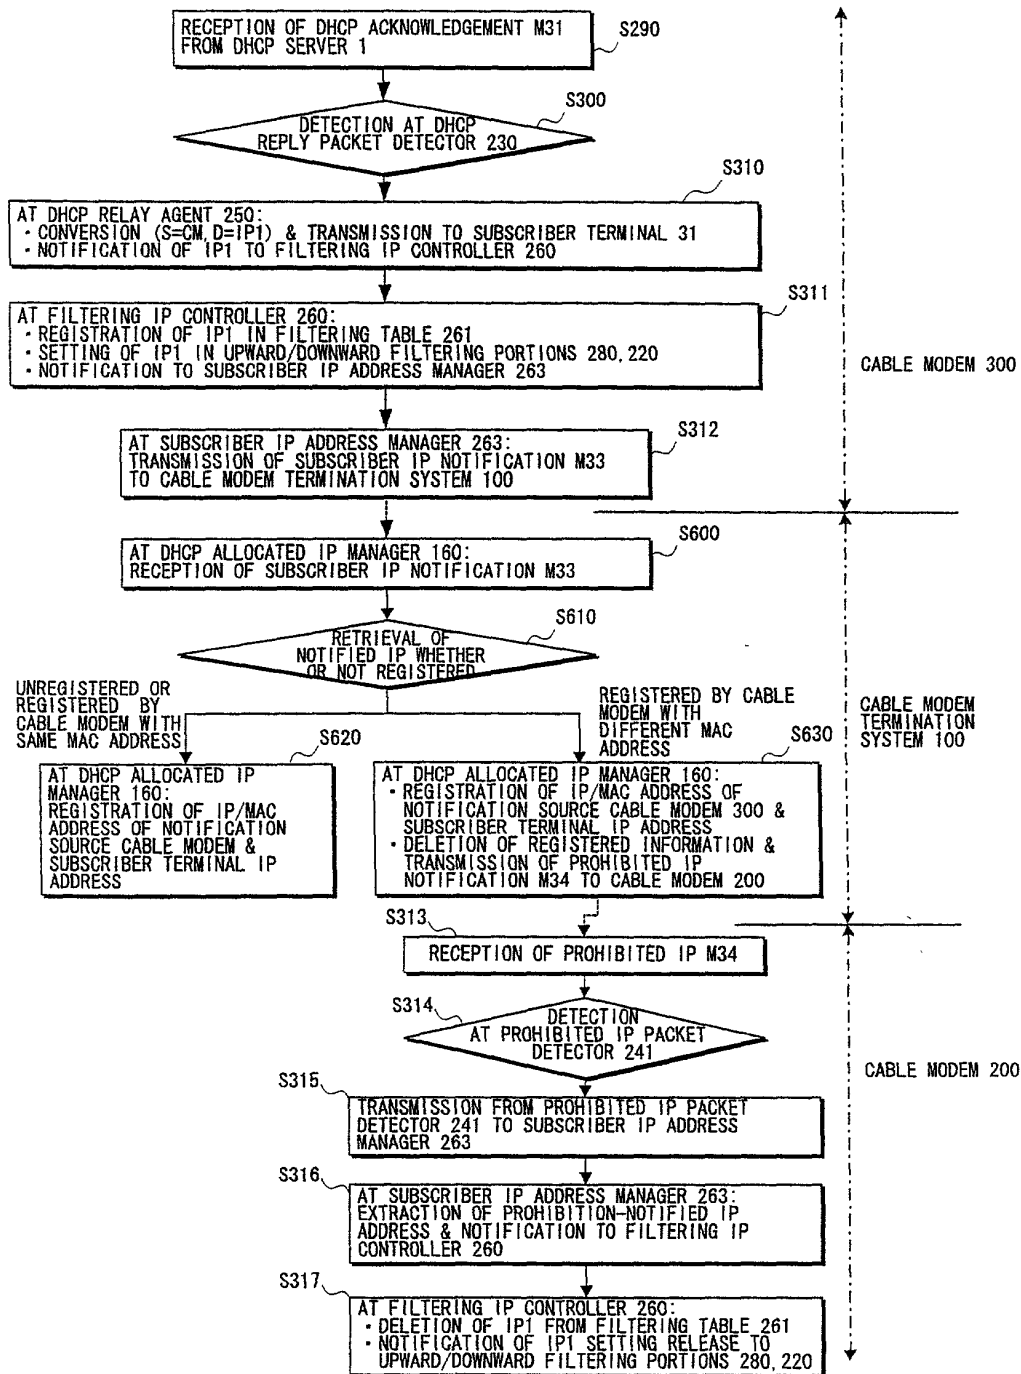 RECEPTION OF DHCP ACKNOWLEDGEMENT M31
FROM DHCP SERVER 1
S290
S300
DETECTION AT DHCP
REPLY PACKET DETECTOR 230
S310
AT DHCP RELAY AGENT 250:
・CONVERSION (S=CM, D=IP1) & TRANSMISSION TO SUBSCRIBER TERMINAL 31
・NOTIFICATION OF IP1 TO FILTERING IP CONTROLLER 260
S311
AT FILTERING IP CONTROLLER 260:
・REGISTRATION OF IP1 IN FILTERING TABLE 261
・SETTING OF IP1 IN UPWARD/DOWNWARD FILTERING PORTIONS 280, 220
・NOTIFICATION TO SUBSCRIBER IP ADDRESS MANAGER 263
CABLE MODEM 300
S312
AT SUBSCRIBER IP ADDRESS MANAGER 263:
TRANSMISSION OF SUBSCRIBER IP NOTIFICATION M33
TO CABLE MODEM TERMINATION SYSTEM 100
S600
AT DHCP ALLOCATED IP MANAGER 160:
RECEPTION OF SUBSCRIBER IP NOTIFICATION M33
S610
RETRIEVAL OF
NOTIFIED IP WHETHER
OR NOT REGISTERED
UNREGISTERED OR
REGISTERED BY
CABLE MODEM WITH
SAME MAC ADDRESS
REGISTERED BY CABLE
MODEM WITH
DIFFERENT MAC
ADDRESS
CABLE MODEM
TERMINATION
SYSTEM 100
S620
AT DHCP ALLOCATED IP
MANAGER 160:
REGISTRATION OF IP/MAC
ADDRESS OF NOTIFICATION
SOURCE CABLE MODEM &
SUBSCRIBER TERMINAL IP
ADDRESS
S630
AT DHCP ALLOCATED IP MANAGER 160:
・REGISTRATION OF IP/MAC ADDRESS OF
NOTIFICATION SOURCE CABLE MODEM 300 &
SUBSCRIBER TERMINAL IP ADDRESS
・DELETION OF REGISTERED INFORMATION &
TRANSMISSION OF PROHIBITED IP
NOTIFICATION M34 TO CABLE MODEM 200
S313
RECEPTION OF PROHIBITED IP M34
S314
DETECTION
AT PROHIBITED IP PACKET
DETECTOR 241
CABLE MODEM 200
S315
TRANSMISSION FROM PROHIBITED IP PACKET
DETECTOR 241 TO SUBSCRIBER IP ADDRESS
MANAGER 263
S316
AT SUBSCRIBER IP ADDRESS MANAGER 263:
EXTRACTION OF PROHIBITION-NOTIFIED IP
ADDRESS & NOTIFICATION TO FILTERING IP
CONTROLLER 260
S317
AT FILTERING IP CONTROLLER 260:
・DELETION OF IP1 FROM FILTERING TABLE 261
・NOTIFICATION OF IP1 SETTING RELEASE TO
UPWARD/DOWNWARD FILTERING PORTIONS 280, 220